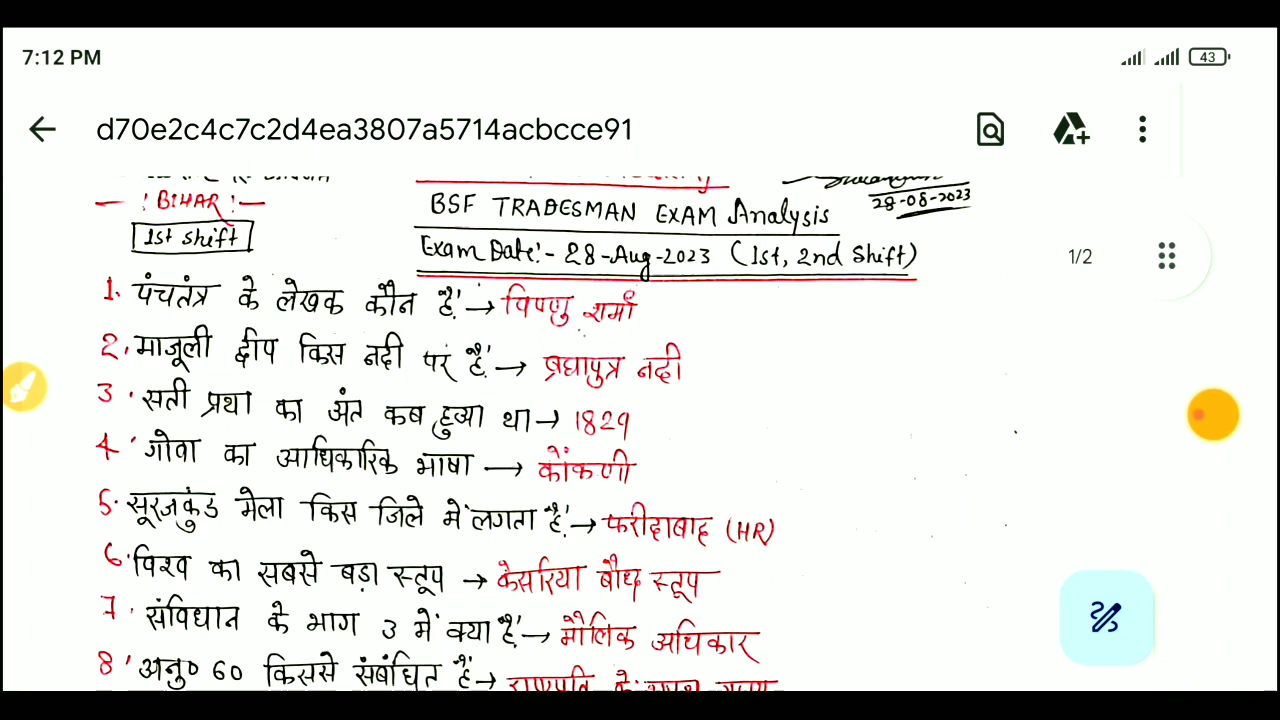 7:12 PM
43
d70e2c4c7c2d4ea3807a5714acbcce91
! BIHAR !
28-08-2023
BSF TRADESMAN EXAM Analysis
1st shift
Exam Date:- 28-Aug-2023 (1st, 2nd Shift)
1/2
1. पंचतंत्र के लेखक कौन हैं → विष्णु शर्मा
2. माजूली द्वीप किस नदी पर हैं → ब्रह्मपुत्र नदी
3. सती प्रथा का अंत कब हुआ था → 1829
4. गोवा का आधिकारिक भाषा → कोंकणी
5. सूरजकुंड मेला किस जिले में लगता है → फरीदाबाद (HR)
6. विश्व का सबसे बड़ा स्तूप → केसरिया बौद्ध स्तूप
7. संविधान के भाग 3 में क्या हैं → मौलिक अधिकार
8. अनु० 60 किससे संबंधित हैं →